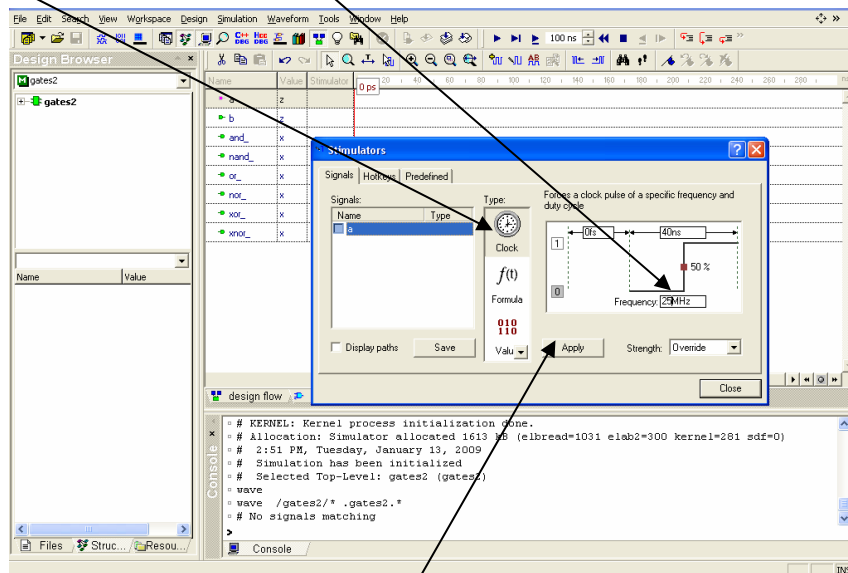 File Edit Search View Workspace Design Simulation Waveform Tools Window Help
100 ns
Design Browser
gates2
gates2
Name Value
Files Struc... Resou...
Name Value Stimulator 20 40 60 80 100 120 140 160 180 200 220 240 260 280
0 ps
a z
b z
and_ x
nand_ x
or_ x
nor_ x
xor_ x
xnor_ x
Stimulators
Signals Hotkeys Predefined
Signals:
Name Type
a
Display paths Save
Type:
Clock
f(t)
Formula
010
110
Valu
Forces a clock pulse of a specific frequency and
duty cycle
0fs 40ns
1
50 %
0
Frequency: 25MHz
Apply Strength: Override
Close
design flow
Console
# KERNEL: Kernel process initialization done.
# Allocation: Simulator allocated 1613 kB (elbread=1031 elab2=300 kernel=281 sdf=0)
# 2:51 PM, Tuesday, January 13, 2009
# Simulation has been initialized
# Selected Top-Level: gates2 (gates2)
wave
wave /gates2/* .gates2.*
# No signals matching
>
Console